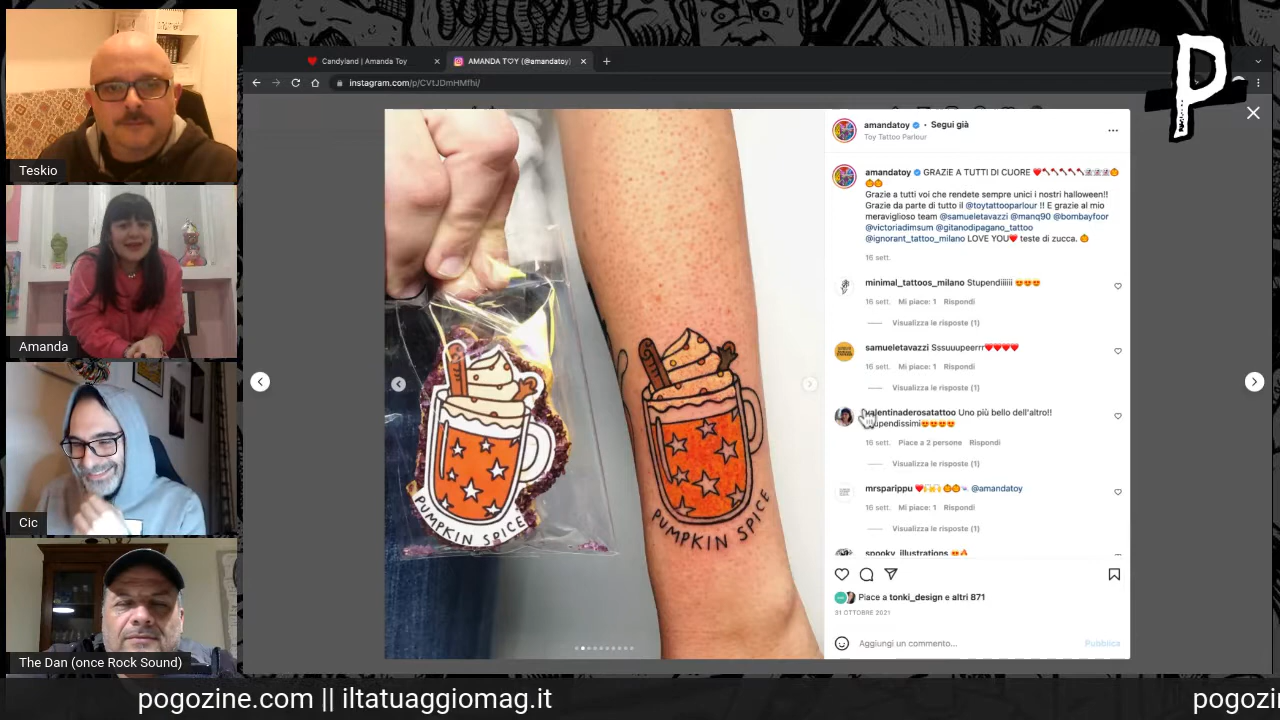 Candyland | Amanda Toy
AMANDA TOY (@amandatoy)
instagram.com/p/CVtJDmHMfhi/
P
Teskio
Amanda
Cic
The Dan (once Rock Sound)
PUMPKIN SPICE
PUMPKIN SPICE
amandatoy • Segui già
Toy Tattoo Parlour
amandatoy GRAZiE A TUTTI DI CUORE ❤️🪓🪓🪓🪓🪓🎃
🎃🎃
Grazie a tutti voi che rendete sempre unici i nostri halloween!!
Grazie da parte di tutto il @toytattooparlour !! E grazie al mio
meraviglioso team @samueletavazzi @manq90 @bombayfoor
@victoriadimsum @gitanodipagano_tattoo
@ignorant_tattoo_milano LOVE YOU❤️ teste di zucca. 🎃
16 sett.
minimal_tattoos_milano Stupendiiiiii 😍😍😍
16 sett. Mi piace: 1 Rispondi
Visualizza le risposte (1)
samueletavazzi Sssuuupeerrr❤️❤️❤️❤️
16 sett. Mi piace: 1 Rispondi
Visualizza le risposte (1)
valentinaderosatattoo Uno più bello dell'altro!!
Stupendissimi😍😍😍😍
16 sett. Piace a 2 persone Rispondi
Visualizza le risposte (1)
mrsparippu ❤️🙌🙌🎃🎃👻 @amandatoy
16 sett. Mi piace: 1 Rispondi
Visualizza le risposte (1)
spooky_illustrations 😍🔥
Piace a tonki_design e altri 871
31 OTTOBRE 2021
Aggiungi un commento...
Pubblica
pogozine.com || iltatuaggiomag.it
pogozi